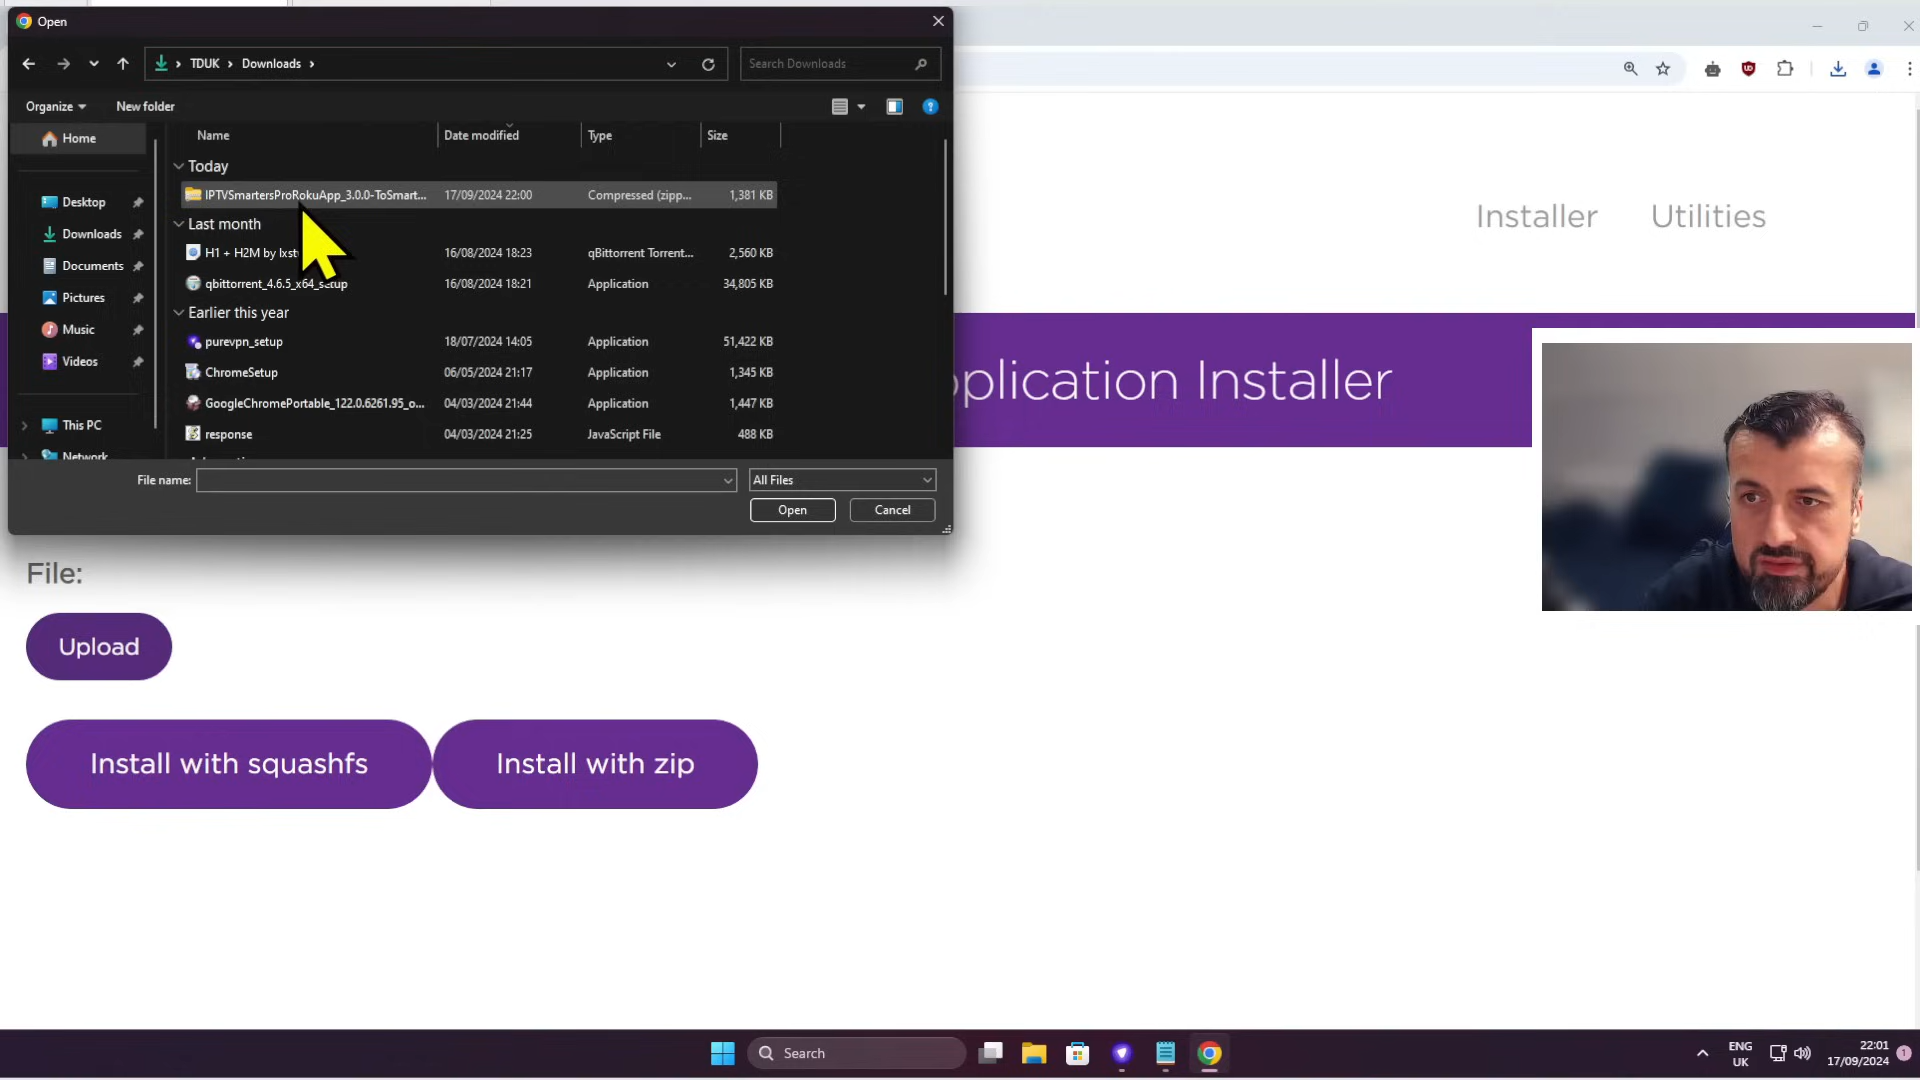 Open
TDUK
Downloads
Search Downloads
Organize
New folder
Home
Desktop
Downloads
Documents
Pictures
Music
Videos
This PC
Network
Name
Date modified
Type
Size
Today
IPTVSmartersProRokuApp_3.0.0-ToSmart...
17/09/2024 22:00
Compressed (zipp...
1,381 KB
Last month
H1 + H2M by
16/08/2024 18:23
qBittorrent Torrent...
2,560 KB
qbittorrent_4.6.5_x64_setup
16/08/2024 18:21
Application
34,805 KB
Earlier this year
purevpn_setup
18/07/2024 14:05
Application
51,422 KB
ChromeSetup
06/05/2024 21:17
Application
1,345 KB
GoogleChromePortable_122.0.6261.95_o...
04/03/2024 21:44
Application
1,447 KB
response
04/03/2024 21:25
JavaScript File
488 KB
File name:
All Files
Open
Cancel
Installer
Utilities
plication Installer
File:
Upload
Install with squashfs
Install with zip
Search
ENG
UK
22:01
17/09/2024
1